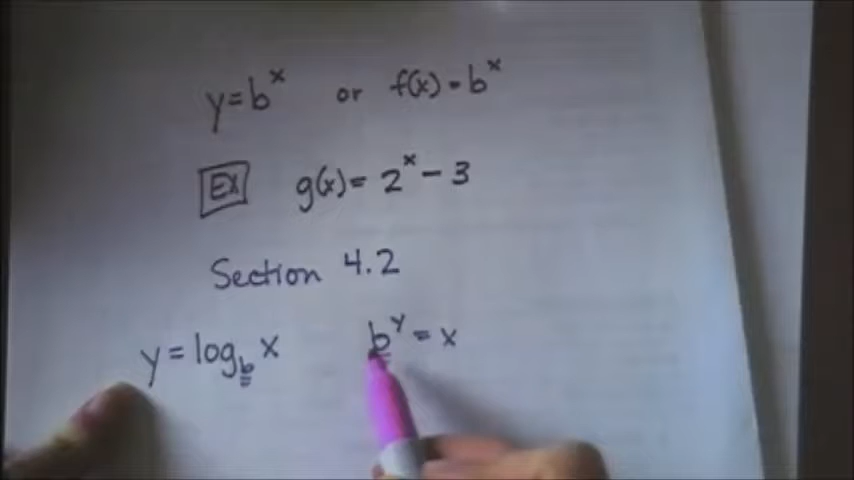 y = b^x or f(x) = b^x
EX g(x) = 2^x - 3
Section 4.2
y = log_b x b^y = x